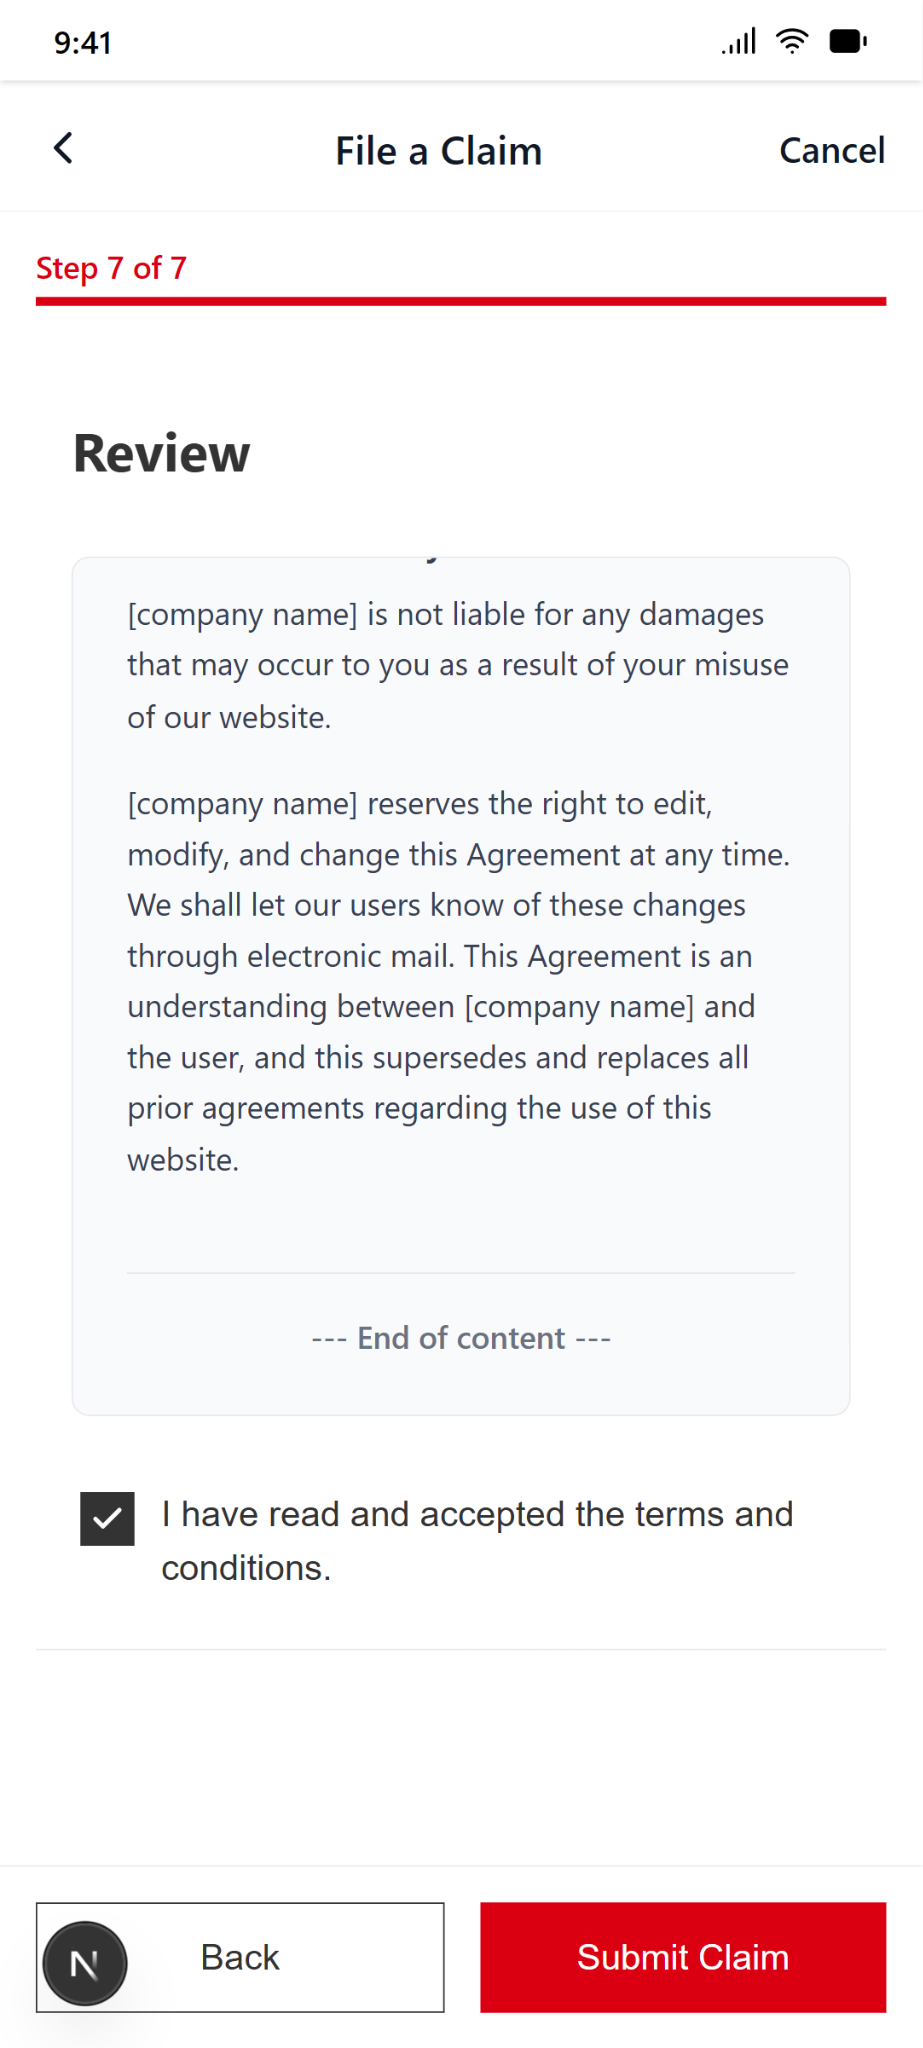 9:41
File a Claim
Cancel
Step 7 of 7
Review
[company name] is not liable for any damages
that may occur to you as a result of your misuse
of our website.
[company name] reserves the right to edit,
modify, and change this Agreement at any time.
We shall let our users know of these changes
through electronic mail. This Agreement is an
understanding between [company name] and
the user, and this supersedes and replaces all
prior agreements regarding the use of this
website.
--- End of content ---
I have read and accepted the terms and
conditions.
N
Back
Submit Claim